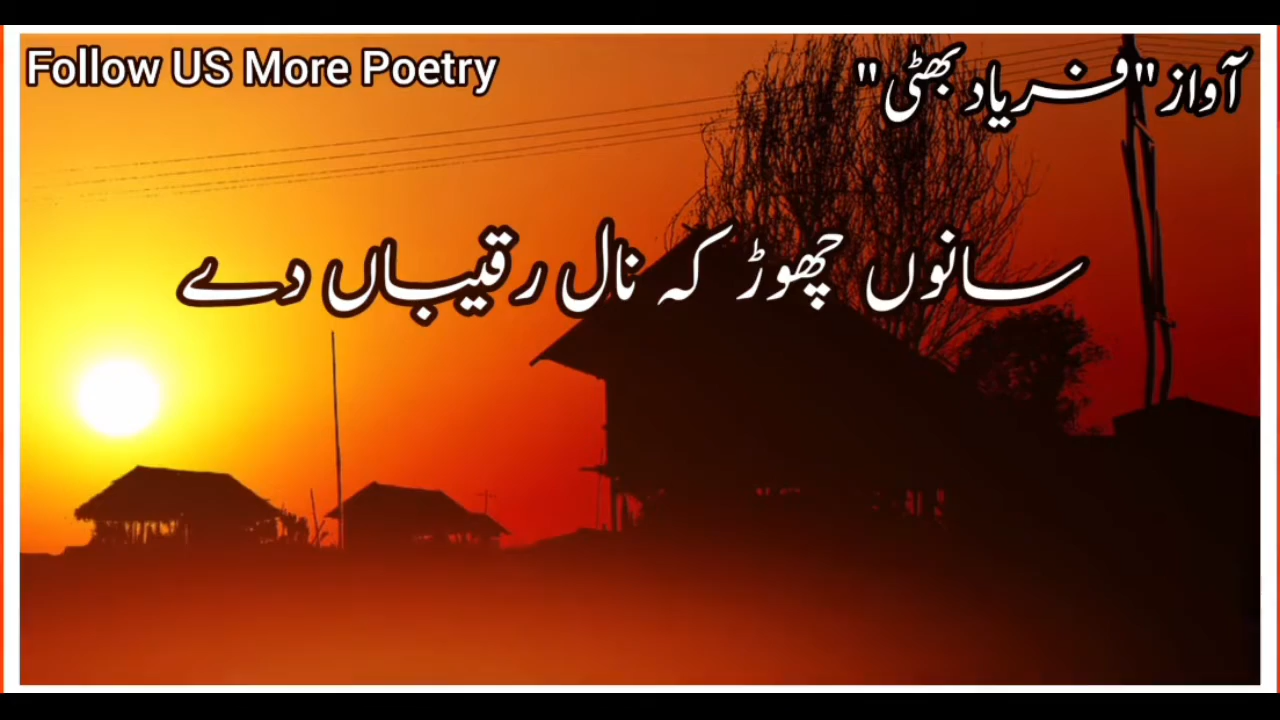 Follow US More Poetry
آواز "فریاد بھٹی"
سانوں چھوڑ کہ نال رقیباں دے